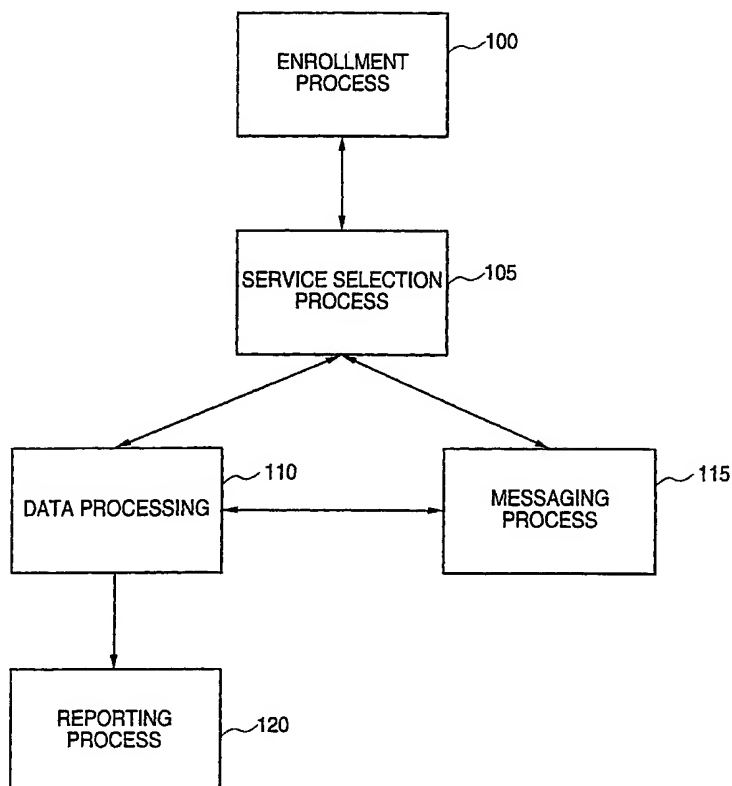 ENROLLMENT
PROCESS
100
SERVICE SELECTION
PROCESS
105
DATA PROCESSING
110
MESSAGING
PROCESS
115
REPORTING
PROCESS
120